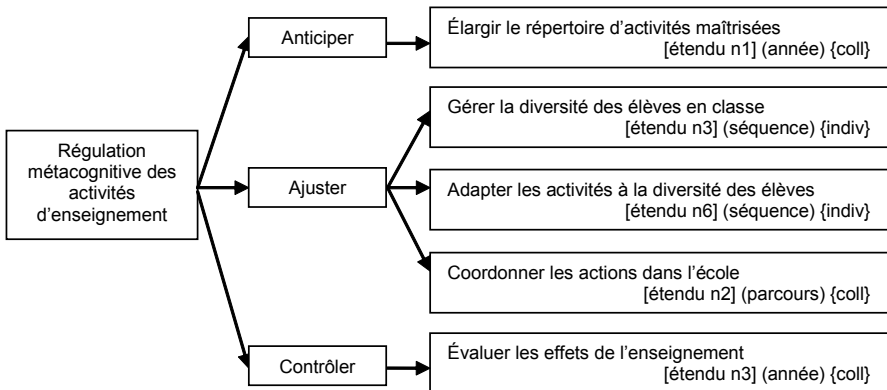 Régulation
métacognitive des
activités
d'enseignement
Anticiper
Élargir le répertoire d'activités maîtrisées
[étendu n1] (année) {coll}
Ajuster
Gérer la diversité des élèves en classe
[étendu n3] (séquence) {indiv}
Adapter les activités à la diversité des élèves
[étendu n6] (séquence) {indiv}
Coordonner les actions dans l'école
[étendu n2] (parcours) {coll}
Contrôler
Évaluer les effets de l'enseignement
[étendu n3] (année) {coll}